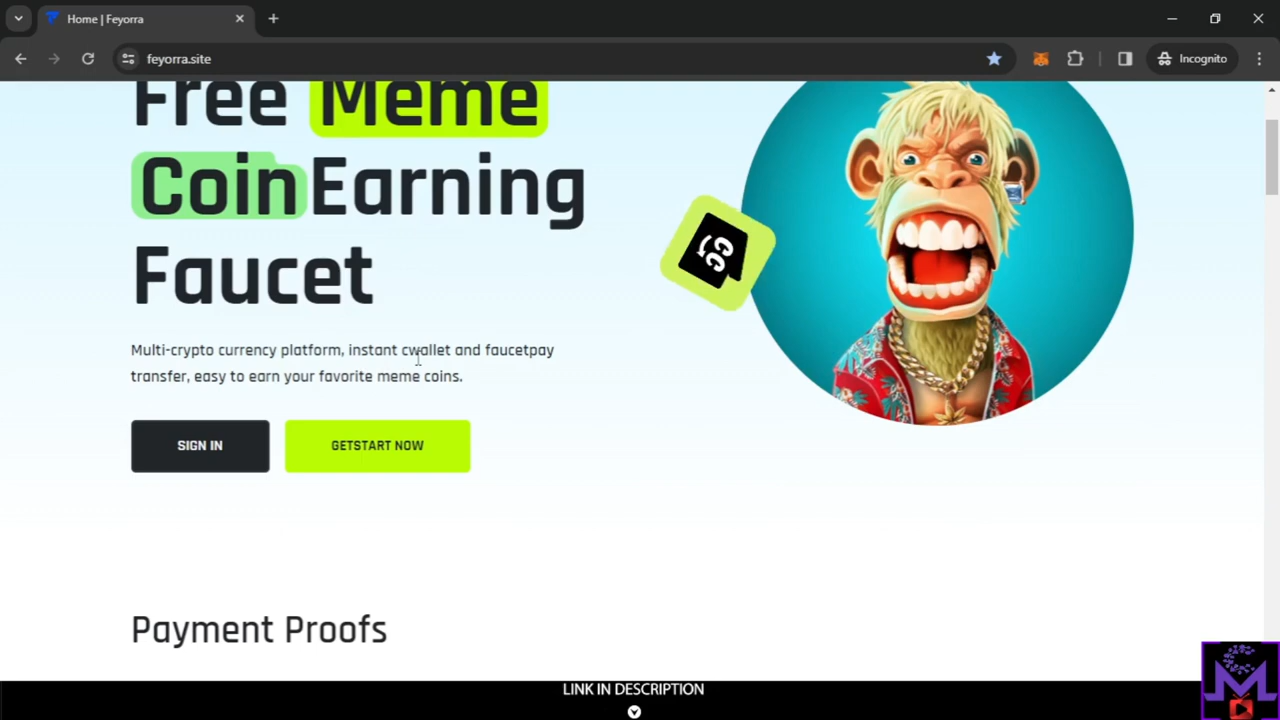 Home | Feyorra
feyorra.site
Incognito
Free Meme
Coin Earning
Faucet
Multi-crypto currency platform, instant cwallet and faucetpay
transfer, easy to earn your favorite meme coins.
SIGN IN
GETSTART NOW
Payment Proofs
LINK IN DESCRIPTION